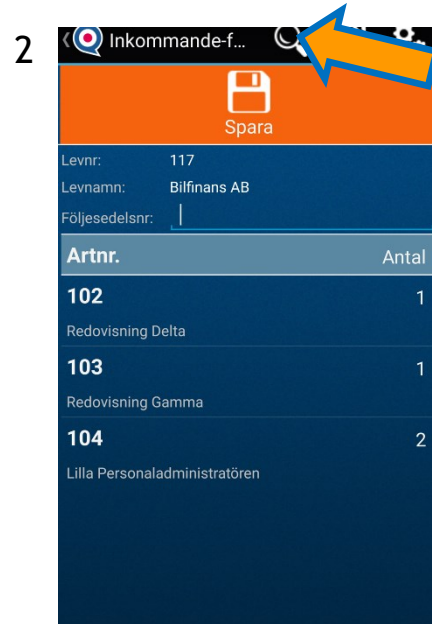 2
Inkommande-f...
Spara
Levnr: 117
Levnamn: Bilfinans AB
Följesedelsnr:
Artnr. Antal
102 1
Redovisning Delta
103 1
Redovisning Gamma
104 2
Lilla Personaladministratören